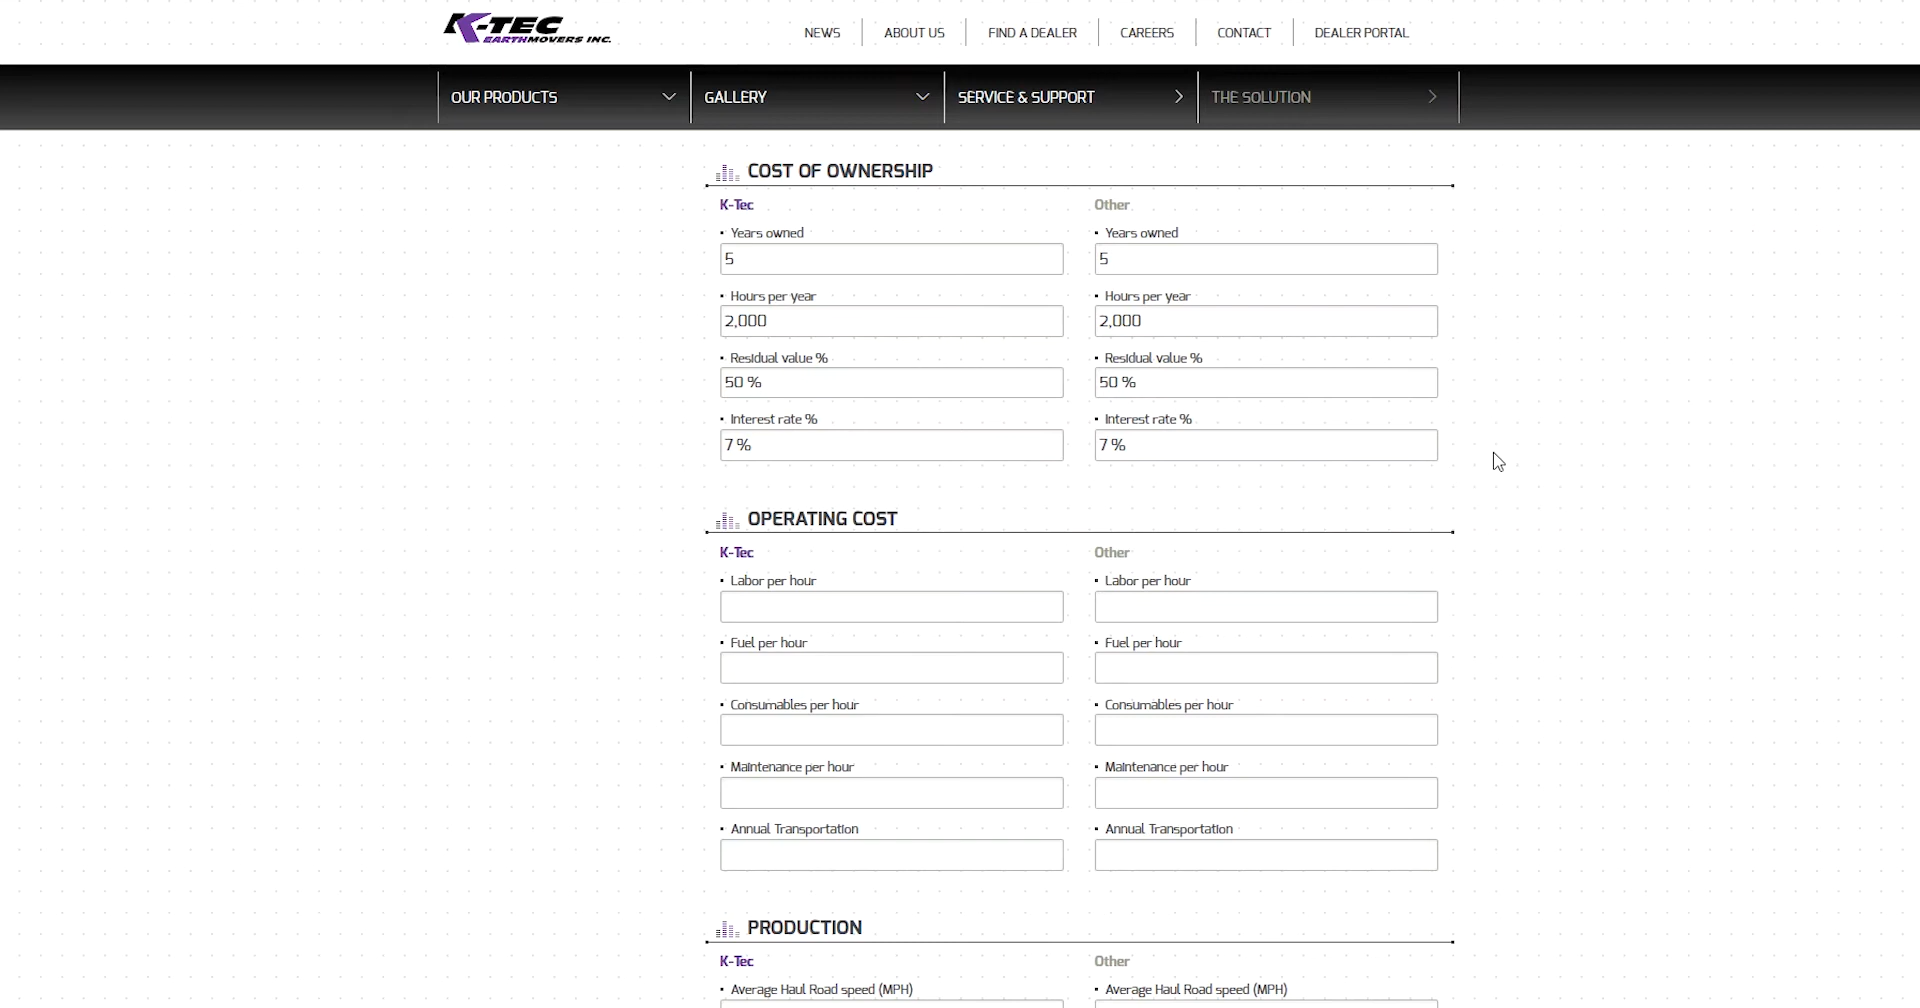 K-TEC
EARTHMOVERS INC.
NEWS
ABOUT US
FIND A DEALER
CAREERS
CONTACT
DEALER PORTAL
OUR PRODUCTS
GALLERY
SERVICE & SUPPORT
THE SOLUTION
COST OF OWNERSHIP
K-Tec
Other
Years owned
Years owned
5
5
Hours per year
Hours per year
2,000
2,000
Residual value %
Residual value %
50 %
50 %
Interest rate %
Interest rate %
7 %
7 %
OPERATING COST
K-Tec
Other
Labor per hour
Labor per hour
Fuel per hour
Fuel per hour
Consumables per hour
Consumables per hour
Maintenance per hour
Maintenance per hour
Annual Transportation
Annual Transportation
PRODUCTION
K-Tec
Other
Average Haul Road speed (MPH)
Average Haul Road speed (MPH)